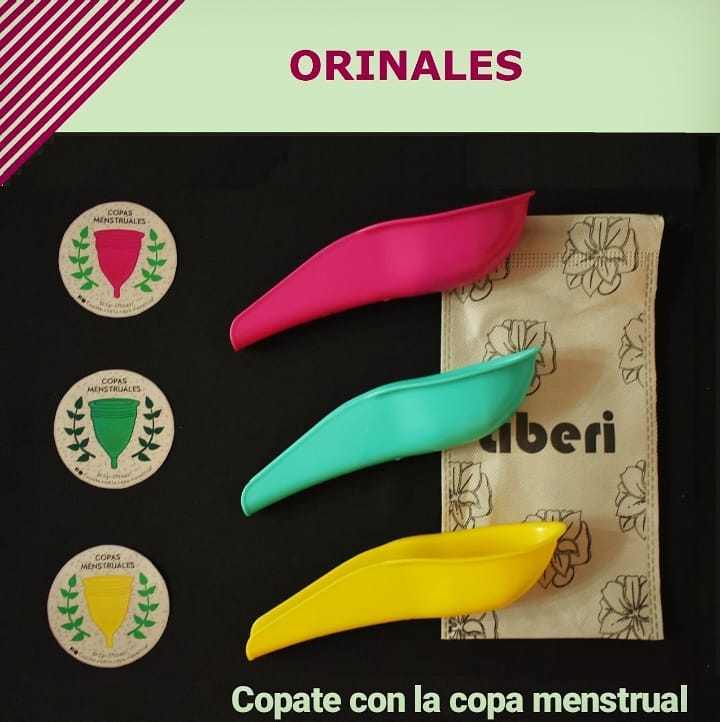 ORINALES
COPAS
MENSTRUALES
COPAS
MENSTRUALES
liberi
COPAS
MENSTRUALES
Copate con la copa menstrual